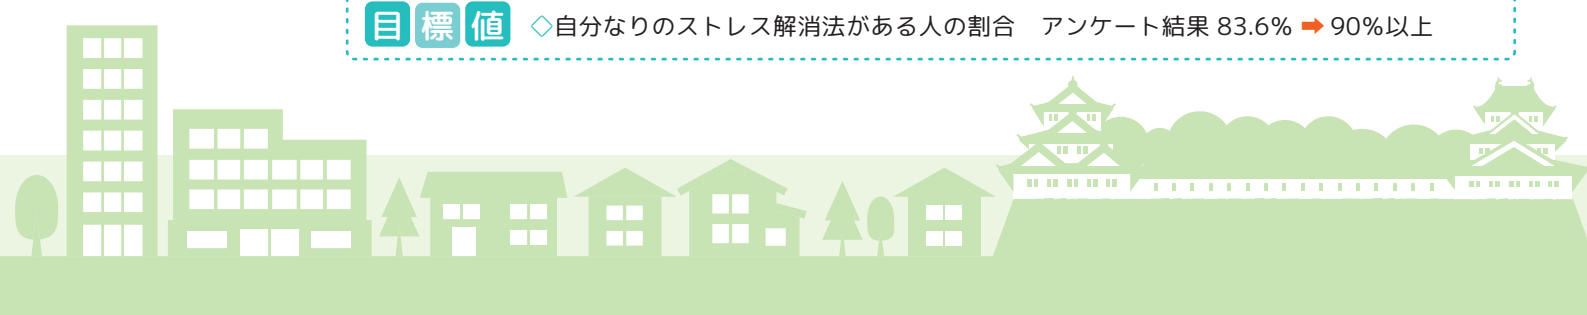 目標値 ◇自分なりのストレス解消法がある人の割合 アンケート結果 83.6% ➡ 90%以上